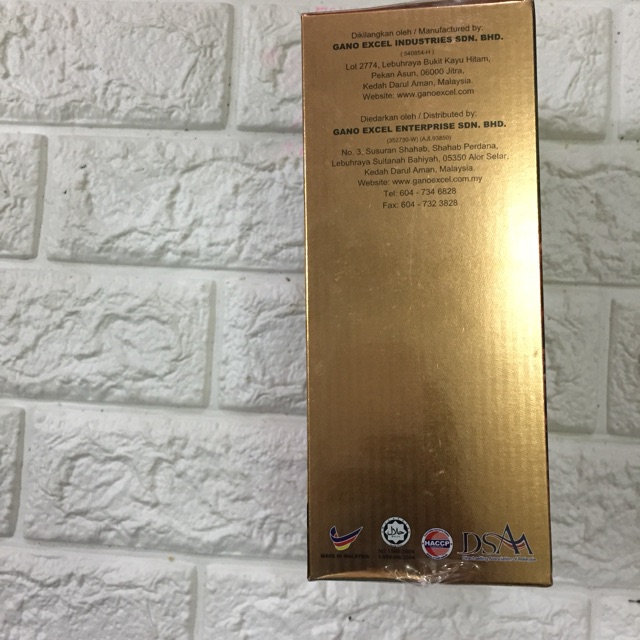 Dikilangkan oleh / Manufactured by:
GANO EXCEL INDUSTRIES SDN. BHD.
Lot 2774, Lebuhraya Bukit Kayu Hitam,
Pekan Asun, 06000 Jitra,
Kedah Darul Aman, Malaysia.
Website: www.ganoexcel.com
Diedarkan oleh / Distributed by:
GANO EXCEL ENTERPRISE SDN. BHD.
No. 3, Susuran Shahab, Shahab Perdana,
Lebuhraya Sultanah Bahiyah, 05350 Alor Setar,
Kedah Darul Aman, Malaysia.
Website: www.ganoexcel.com.my
Tel: 604 - 734 6828
Fax: 604 - 732 3828
MADE IN MALAYSIA
HACCP
DSAM